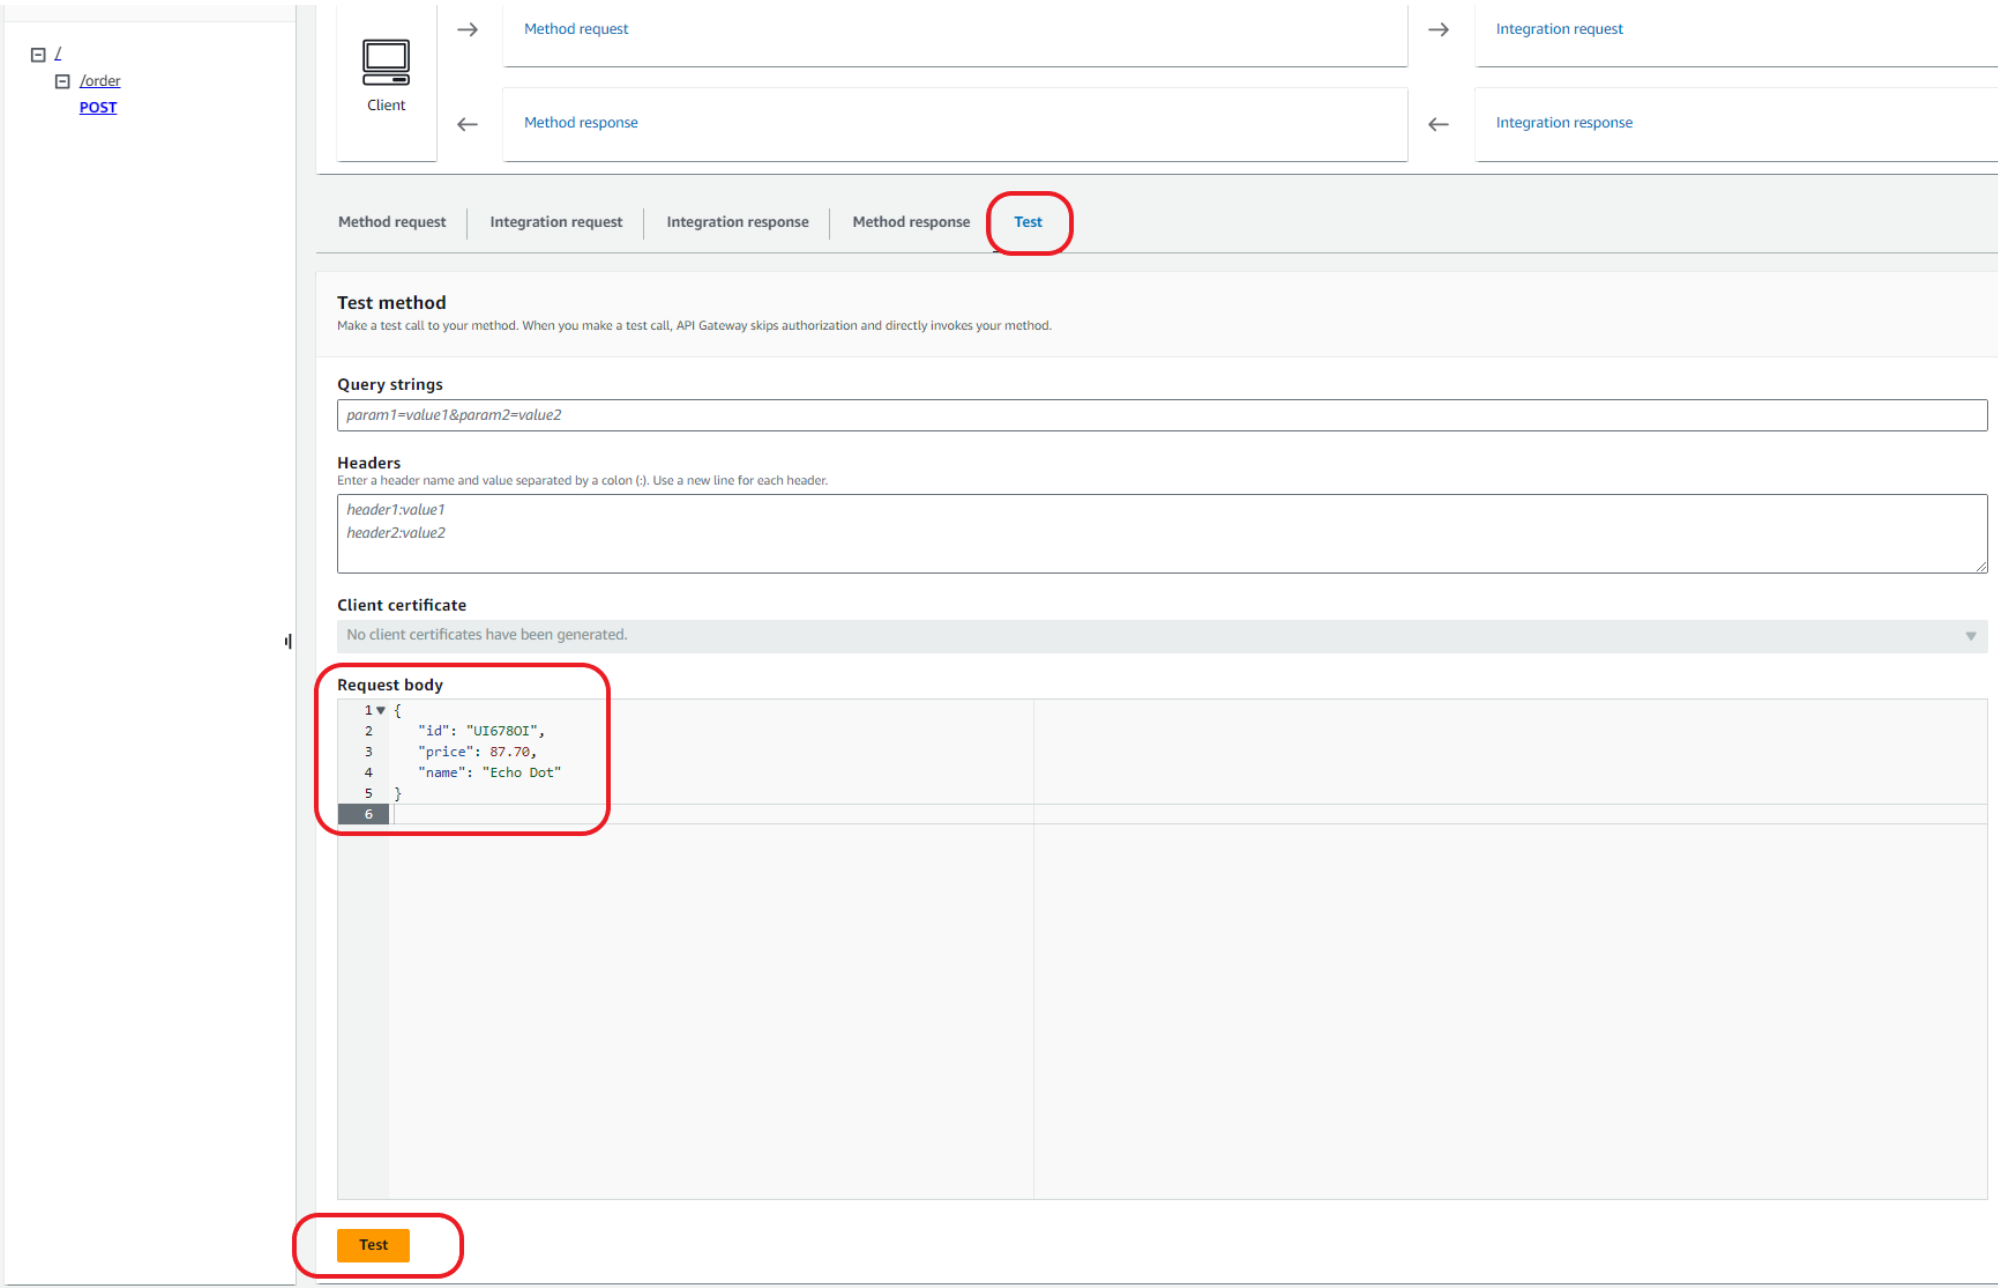 /
/order
POST
Client
Method request
Integration request
Method response
Integration response
Method request
Integration request
Integration response
Method response
Test
Test method
Make a test call to your method. When you make a test call, API Gateway skips authorization and directly invokes your method.
Query strings
param1=value1&param2=value2
Headers
Enter a header name and value separated by a colon (:). Use a new line for each header.
header1:value1
header2:value2
Client certificate
No client certificates have been generated.
Request body
1 {
2 "id": "UI678OI",
3 "price": 87.70,
4 "name": "Echo Dot"
5 }
6
Test